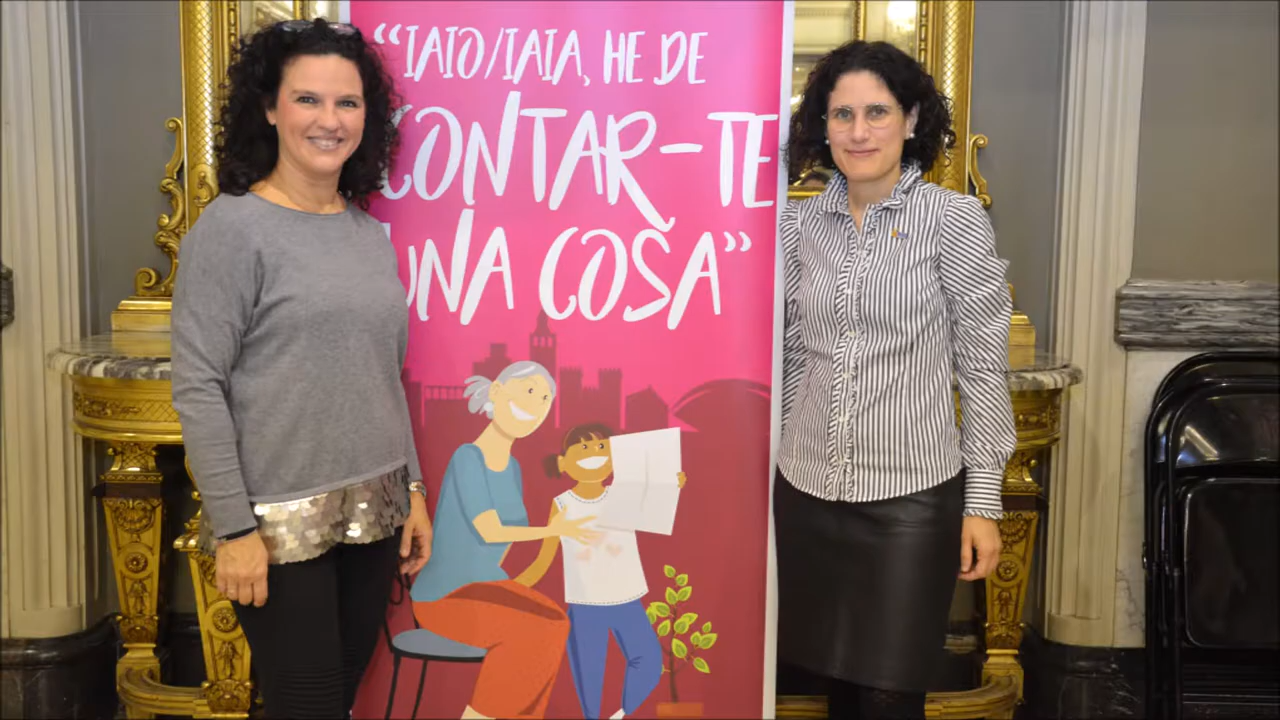 “IAIO/IAIA, HE DE
CONTAR-TE
UNA COSA”